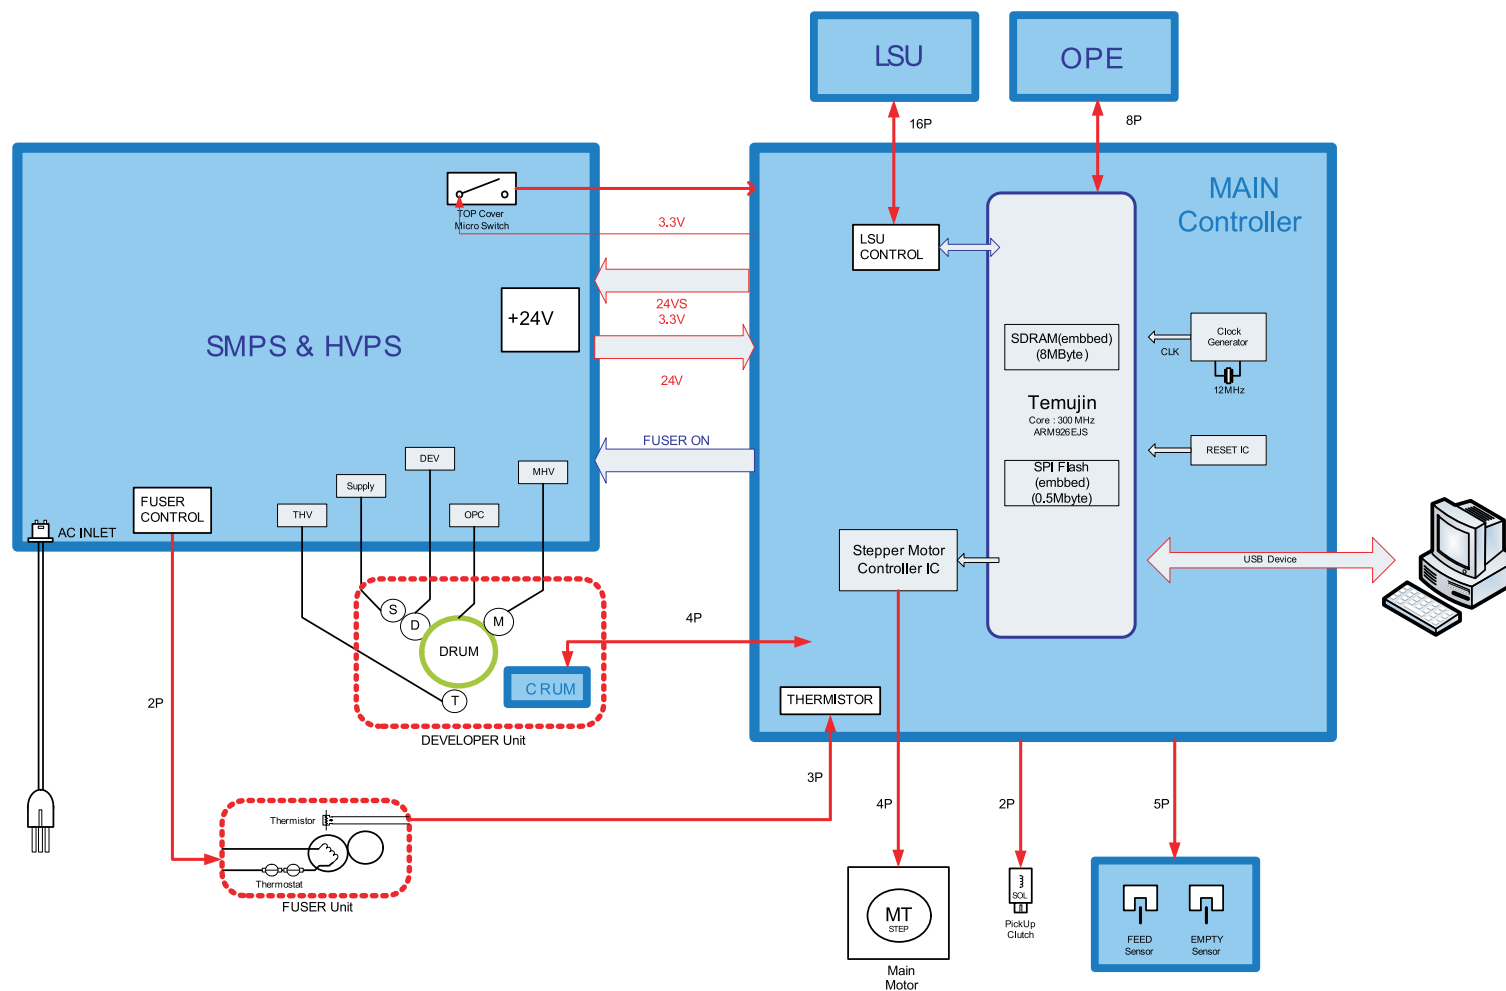 LSU
OPE
16P
8P
MAIN
Controller
TOP Cover
Micro Switch
3.3V
LSU
CONTROL
24VS
3.3V
+24V
SMPS & HVPS
24V
SDRAM(embbed)
(8MByte)
Clock
Generator
CLK
12MHz
Temujin
Core : 300 MHz
ARM926EJS
FUSER ON
RESET IC
SPI Flash
(embbed)
(0.5Mbyte)
DEV
MHV
Supply
FUSER
CONTROL
THV
OPC
AC INLET
Stepper Motor
Controller IC
USB Device
S
D
M
DRUM
4P
C RUM
T
THERMISTOR
2P
DEVELOPER Unit
3P
4P
2P
5P
Thermistor
Thermostat
FUSER Unit
MT
STEP
Main
Motor
SOL
PickUp
Clutch
FEED
Sensor
EMPTY
Sensor